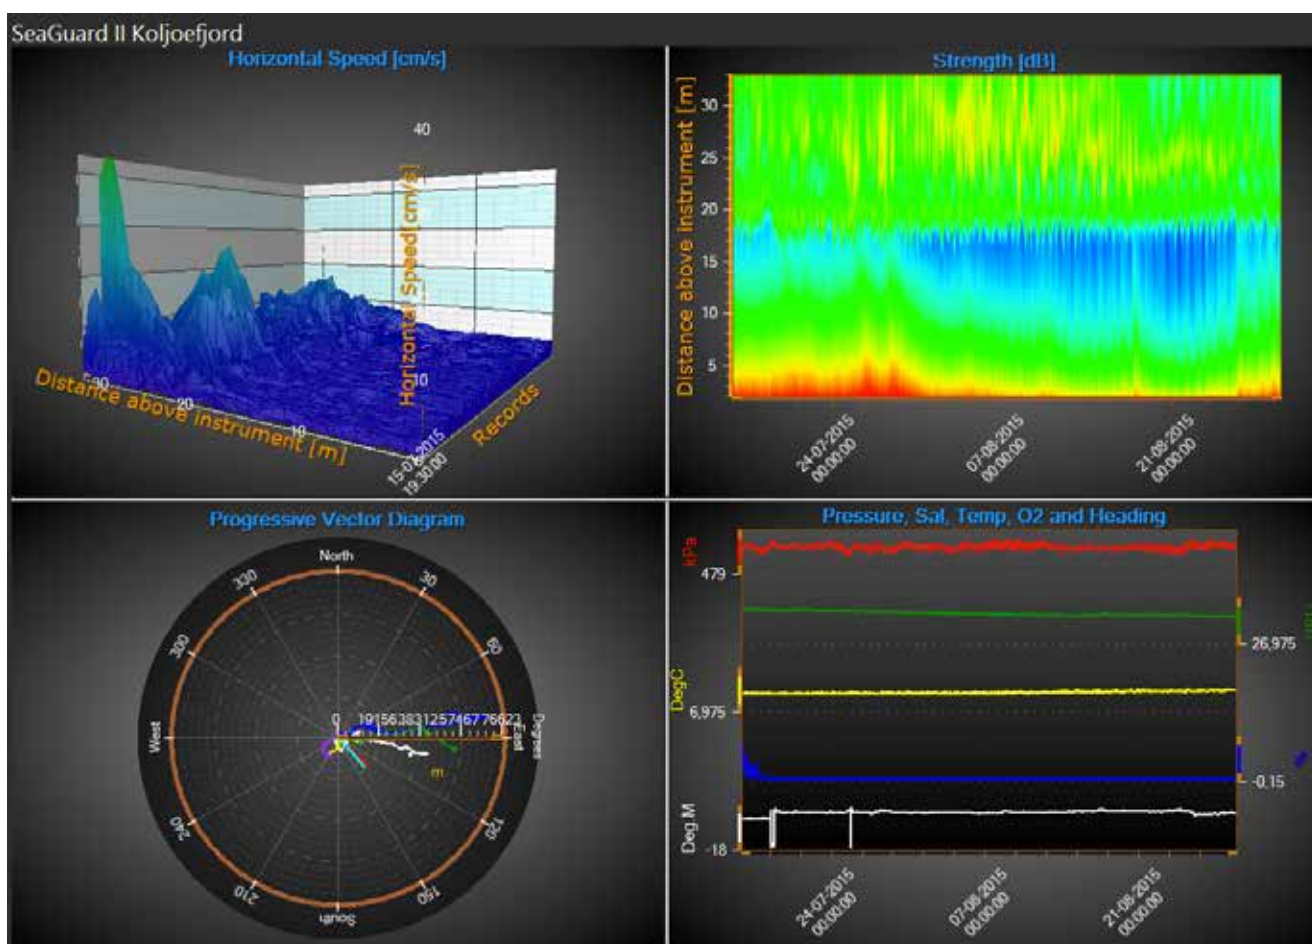 SeaGuard II Koljoefjord
Horizontal Speed [cm/s]
40
Horizontal Speed[cm/s]
10
20
10
Distance above instrument [m]
Records
19:30:00
Strength [dB]
Distance above instrument [m]
30
25
20
15
10
5
24-07-2015
00:00:00
07-08-2015
00:00:00
21-08-2015
00:00:00
Progressive Vector Diagram
North
30
60
East
Degrees
120
150
South
210
240
West
300
330
0
m
Pressure, Sal, Temp, O2 and Heading
kPa
479
26,975
DegC
6,975
-0.15
Deg.M
-18
24-07-2015
00:00:00
07-08-2015
00:00:00
21-08-2015
00:00:00